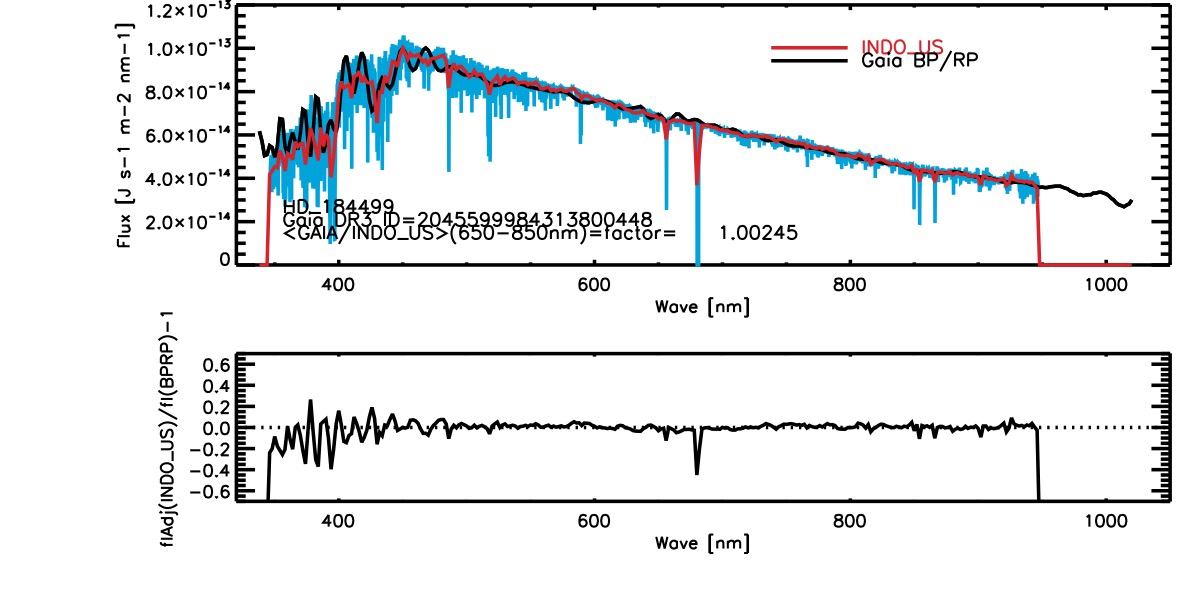 1.2×10−13
1.0×10−13
8.0×10−14
6.0×10−14
4.0×10−14
2.0×10−14
0
Flux [J s−1 m−2 nm−1]
INDO_US
Gaia BP/RP
HD_184499
Gaia DR3 ID=2045599984313800448
<GAIA/INDO_US>(650−850nm)=factor= 1.00245
400 600 800 1000
Wave [nm]
0.6
0.4
0.2
0.0
−0.2
−0.4
−0.6
flAdj(INDO_US)/fl(BPRP)−1
400 600 800 1000
Wave [nm]